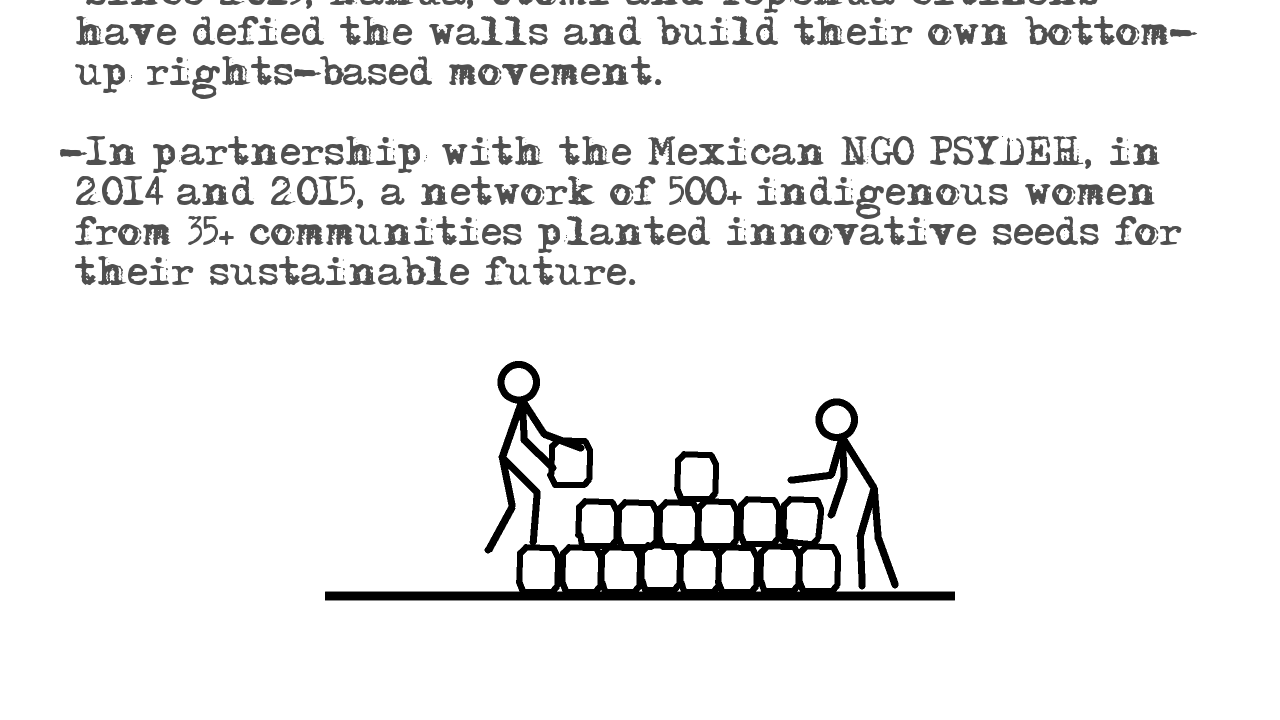 have defied the walls and build their own bottom-
up rights-based movement.
-In partnership with the Mexican NGO PSYDEH, in
2014 and 2015, a network of 500+ indigenous women
from 35+ communities planted innovative seeds for
their sustainable future.